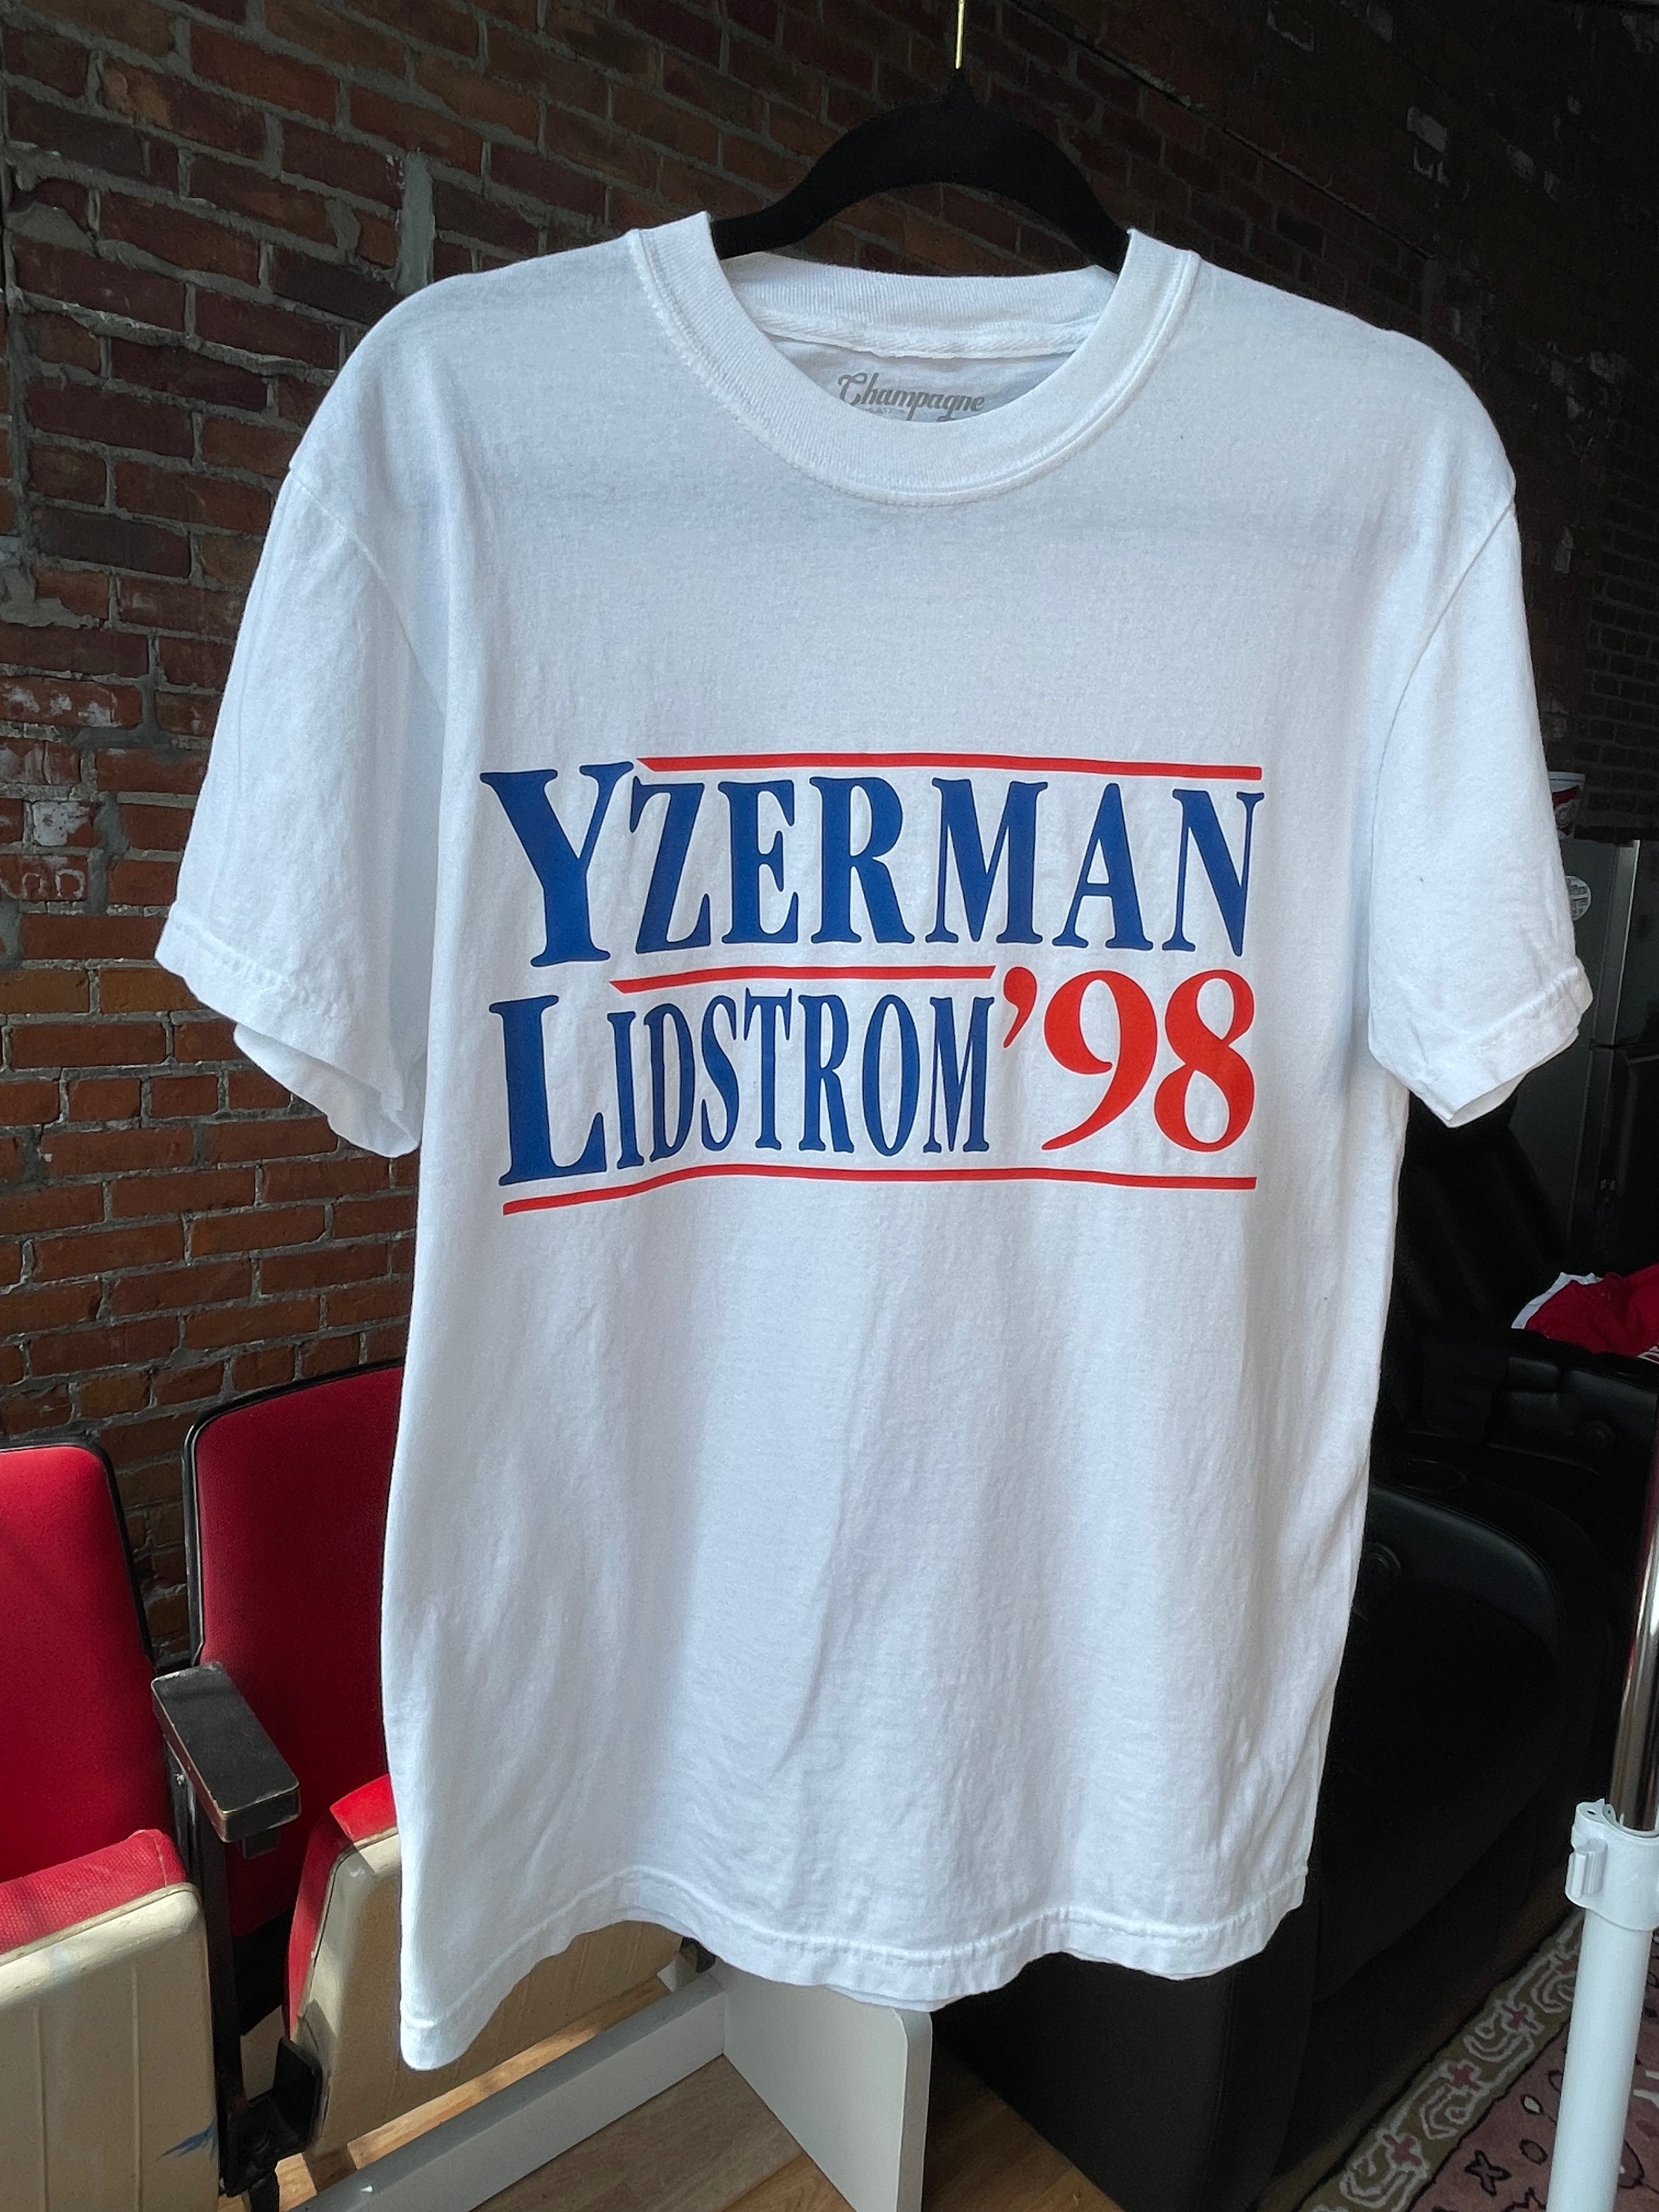 Champagne
YZERMAN
LIDSTROM ’98